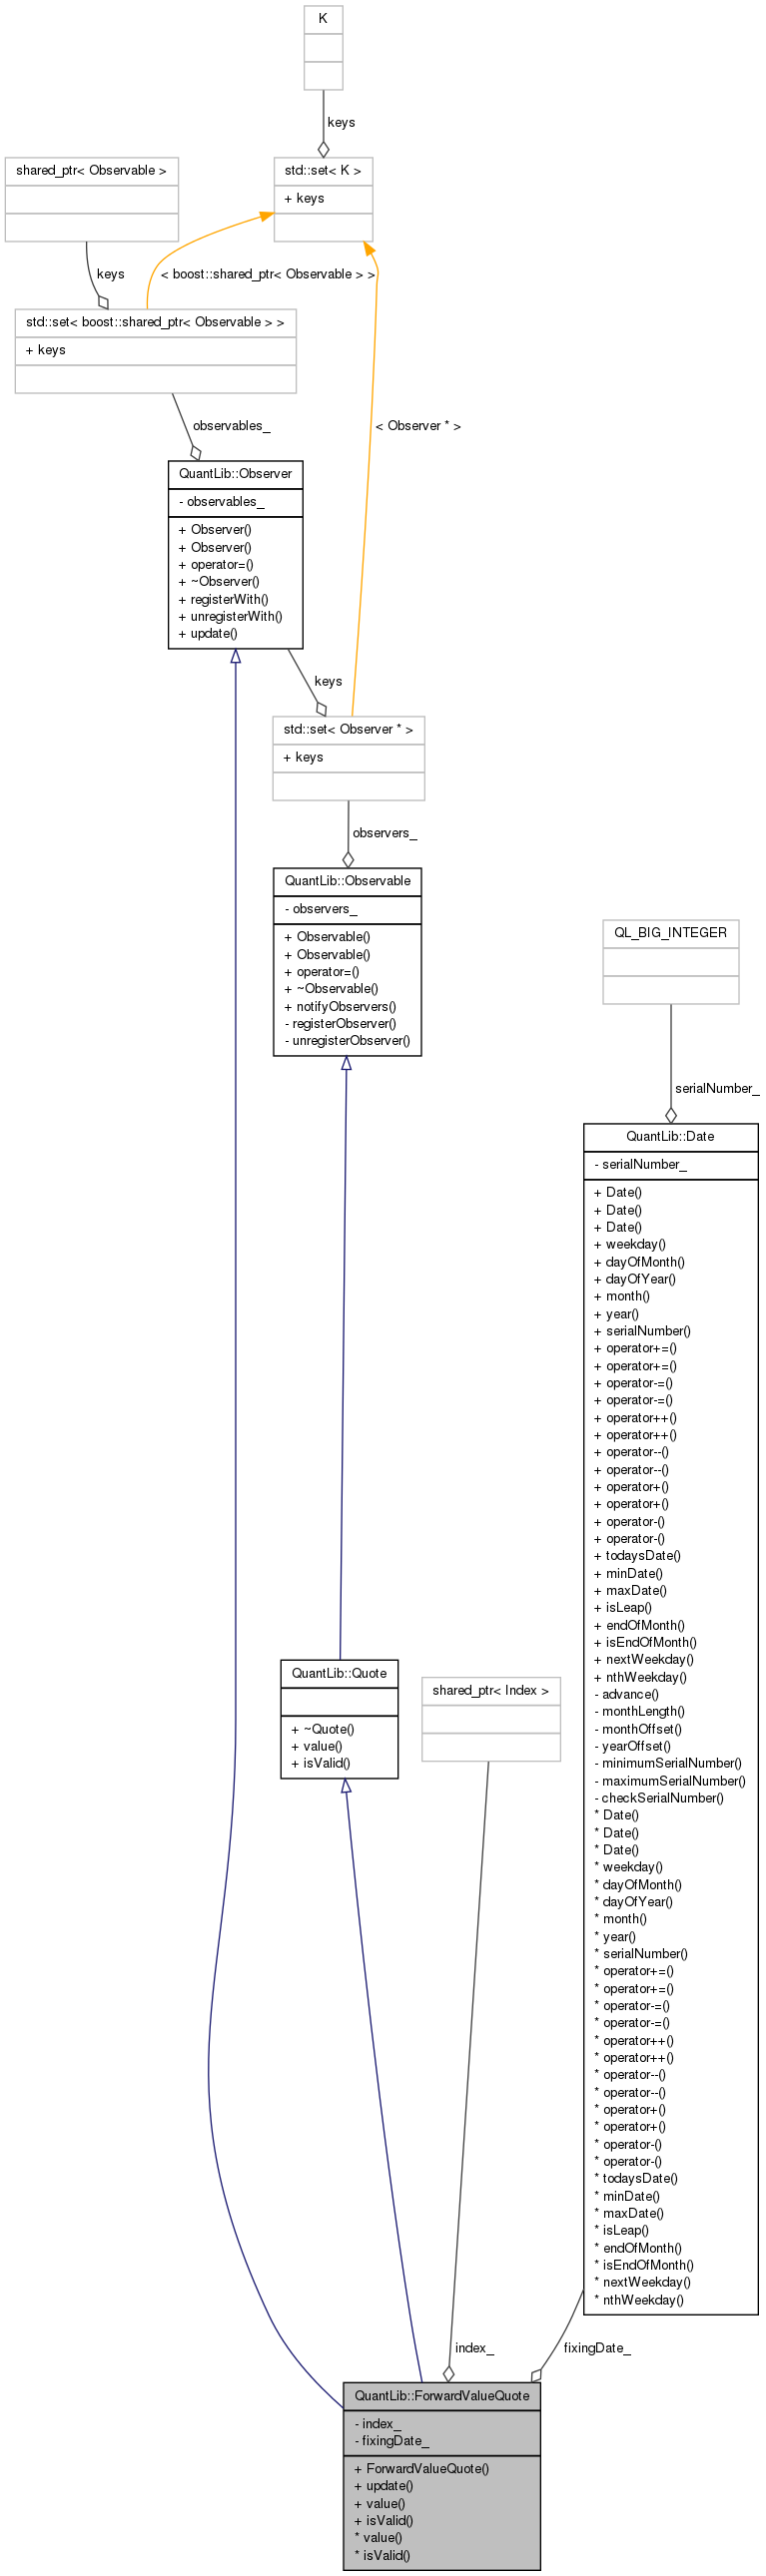 K
keys
shared_ptr< Observable >
std::set< K >
+ keys
keys
< boost::shared_ptr< Observable > >
std::set< boost::shared_ptr< Observable > >
+ keys
observables_
< Observer * >
QuantLib::Observer
- observables_
+ Observer()
+ Observer()
+ operator=()
+ ~Observer()
+ registerWith()
+ unregisterWith()
+ update()
keys
std::set< Observer * >
+ keys
observers_
QuantLib::Observable
- observers_
+ Observable()
+ Observable()
+ operator=()
+ ~Observable()
+ notifyObservers()
- registerObserver()
- unregisterObserver()
QL_BIG_INTEGER
serialNumber_
QuantLib::Date
- serialNumber_
+ Date()
+ Date()
+ Date()
+ weekday()
+ dayOfMonth()
+ dayOfYear()
+ month()
+ year()
+ serialNumber()
+ operator+=()
+ operator+=()
+ operator-=()
+ operator-=()
+ operator++()
+ operator++()
+ operator--()
+ operator--()
+ operator+()
+ operator+()
+ operator-()
+ operator-()
+ todaysDate()
+ minDate()
+ maxDate()
+ isLeap()
+ endOfMonth()
+ isEndOfMonth()
+ nextWeekday()
+ nthWeekday()
- advance()
- monthLength()
- monthOffset()
- yearOffset()
- minimumSerialNumber()
- maximumSerialNumber()
- checkSerialNumber()
* Date()
* Date()
* Date()
* weekday()
* dayOfMonth()
* dayOfYear()
* month()
* year()
* serialNumber()
* operator+=()
* operator+=()
* operator-=()
* operator-=()
* operator++()
* operator++()
* operator--()
* operator--()
* operator+()
* operator+()
* operator-()
* operator-()
* todaysDate()
* minDate()
* maxDate()
* isLeap()
* endOfMonth()
* isEndOfMonth()
* nextWeekday()
* nthWeekday()
QuantLib::Quote
+ ~Quote()
+ value()
+ isValid()
shared_ptr< Index >
index_
fixingDate_
QuantLib::ForwardValueQuote
- index_
- fixingDate_
+ ForwardValueQuote()
+ update()
+ value()
+ isValid()
* value()
* isValid()